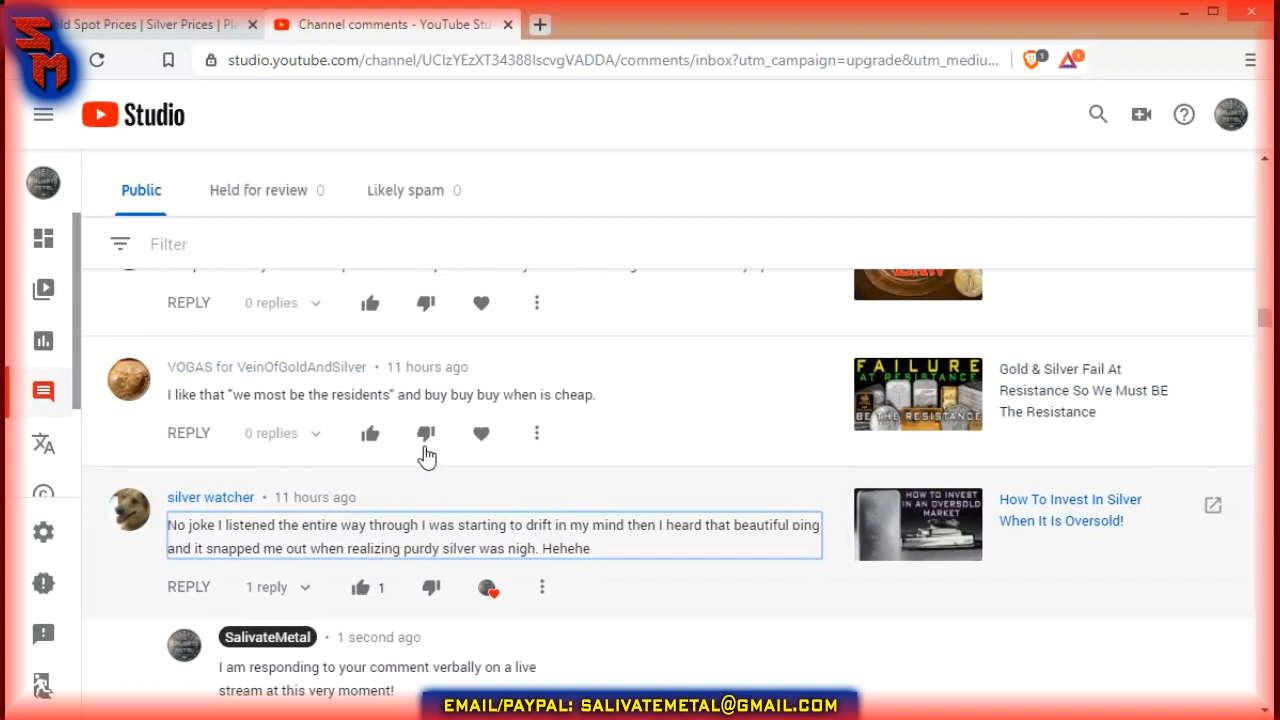 SM
ld Spot Prices | Silver Prices | Pla
Channel comments - YouTube Stu
studio.youtube.com/channel/UCIzYEzXT34388IscvgVADDA/comments/inbox?utm_campaign=upgrade&utm_mediu...
1
1
Studio
Public
Held for review 0
Likely spam 0
Filter
REPLY
0 replies
LAW
VOGAS for VeinOfGoldAndSilver • 11 hours ago
I like that "we most be the residents" and buy buy buy when is cheap.
REPLY
0 replies
FAILURE
AT RESISTANCE
BE THE RESISTANCE
Gold & Silver Fail At
Resistance So We Must BE
The Resistance
silver watcher • 11 hours ago
No joke I listened the entire way through I was starting to drift in my mind then I heard that beautiful ping
and it snapped me out when realizing purdy silver was nigh. Hehehe
REPLY
1 reply
1
HOW TO INVEST
IN AN OVERSOLD
MARKET
How To Invest In Silver
When It Is Oversold!
SalivateMetal • 1 second ago
I am responding to your comment verbally on a live
stream at this very moment!
EMAIL/PAYPAL: SALIVATEMETAL@GMAIL.COM